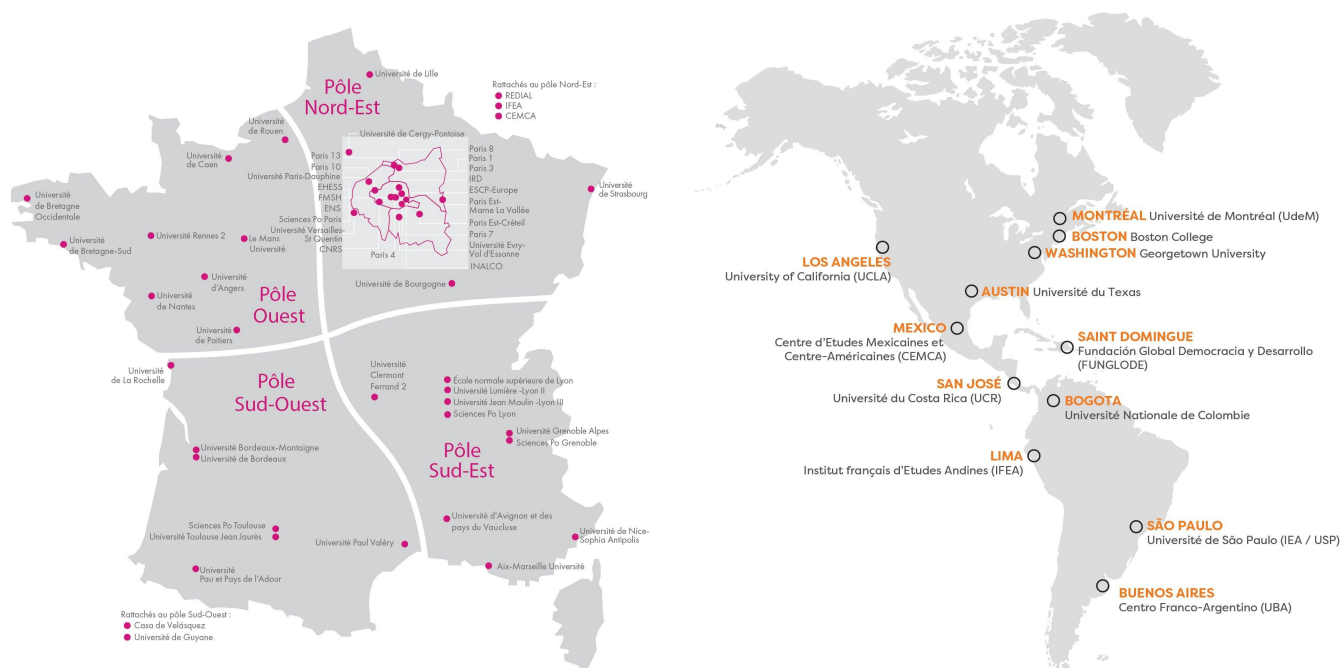 Université de Lille
Pôle
Nord-Est
Rattachés au pôle Nord-Est :
REDIAL
IFEA
CEMCA
Université
de Rouen
Université de Cergy-Pontoise
Université
de Caen
Paris 13
Paris 10
Université Paris-Dauphine
EHESS
FMSH
ENS
Sciences Po Paris
Université Versailles-
St Quentin
CNRS
Paris 4
Paris 8
Paris 1
Paris 3
IRD
ESCP-Europe
Paris Est-
Marne La Vallée
Paris Est-Créteil
Paris 7
Université Evry-
Val d'Essonne
INALCO
Université
de Strasbourg
Université
de Bretagne
Occidentale
Université
de Bretagne-Sud
Université Rennes 2
Le Mans
Université
Université
d'Angers
Université
de Nantes
Pôle
Ouest
Université de Bourgogne
Université
de Poitiers
Université
de La Rochelle
Pôle
Sud-Ouest
Université
Clermont
Ferrand 2
École normale supérieure de Lyon
Université Lumière -Lyon II
Université Jean Moulin -Lyon III
Sciences Po Lyon
Université Grenoble Alpes
Sciences Po Grenoble
Pôle
Sud-Est
Université Bordeaux-Montaigne
Université de Bordeaux
Sciences Po Toulouse
Université Toulouse Jean Jaurès
Université Paul Valéry
Université d'Avignon et des
pays du Vaucluse
Université de Nice-
Sophia Antipolis
Université
Pau et Pays de l'Adour
Aix-Marseille Université
Rattachés au pôle Sud-Ouest :
Casa de Velásquez
Université de Guyane
MONTRÉAL Université de Montréal (UdeM)
BOSTON Boston College
WASHINGTON Georgetown University
LOS ANGELES
University of California (UCLA)
AUSTIN Université du Texas
MEXICO
Centre d'Etudes Mexicaines et
Centre-Américaines (CEMCA)
SAINT DOMINGUE
Fundación Global Democracia y Desarrollo
(FUNGLODE)
SAN JOSÉ
Université du Costa Rica (UCR)
BOGOTA
Université Nationale de Colombie
LIMA
Institut français d'Etudes Andines (IFEA)
SÃO PAULO
Université de São Paulo (IEA / USP)
BUENOS AIRES
Centro Franco-Argentino (UBA)